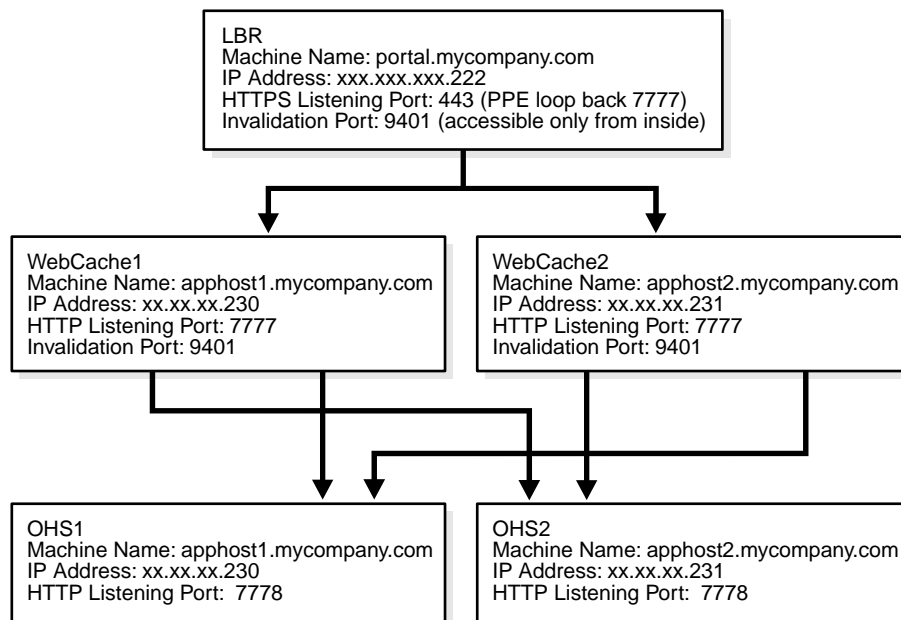 LBR
Machine Name: portal.mycompany.com
IP Address: xxx.xxx.xxx.222
HTTPS Listening Port: 443 (PPE loop back 7777)
Invalidation Port: 9401 (accessible only from inside)
WebCache1
Machine Name: apphost1.mycompany.com
IP Address: xx.xx.xx.230
HTTP Listening Port: 7777
Invalidation Port: 9401
WebCache2
Machine Name: apphost2.mycompany.com
IP Address: xx.xx.xx.231
HTTP Listening Port: 7777
Invalidation Port: 9401
OHS1
Machine Name: apphost1.mycompany.com
IP Address: xx.xx.xx.230
HTTP Listening Port:  7778
OHS2
Machine Name: apphost2.mycompany.com
IP Address: xx.xx.xx.231
HTTP Listening Port:  7778